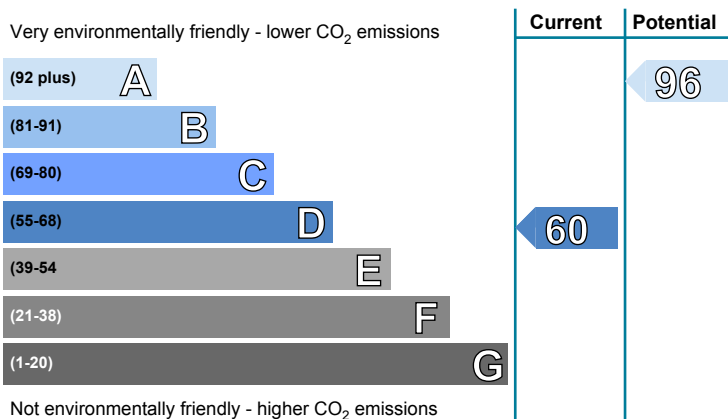 Current Potential
Very environmentally friendly - lower CO2 emissions
(92 plus) A 96
(81-91) B
(69-80) C
(55-68) D 60
(39-54 E
(21-38) F
(1-20) G
Not environmentally friendly - higher CO2 emissions